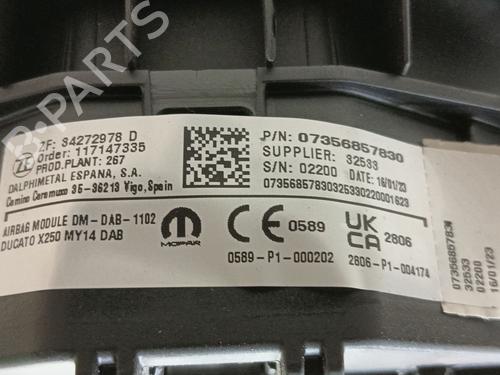 ZF: 34272978 D
Order: 117147335
PROD.PLANT: 267
DALPHIMETAL ESPANA, S.A.
Camino Caramuxo 35-36213 Vigo, Spain
P/N: 07356857830
SUPPLIER: 32533
S/N: 02200 DATE: 16/01/23
07356857830325330220001623
AIRBAG MODULE DM-DAB-1102
DUCATO X250 MY14 DAB
MOPAR
CE 0589
0589-P1-000202
UK
CA 2806
2806-P1-004174
07356857830
32533
02200
16/01/23
B-PARTS